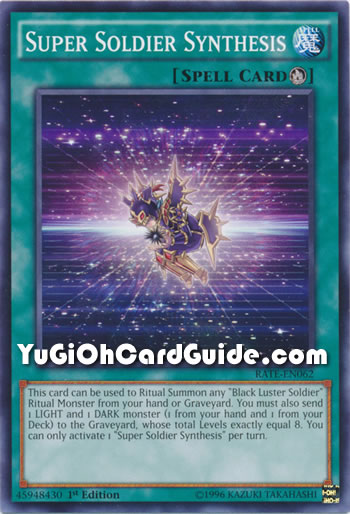 SUPER SOLDIER SYNTHESIS
SPELL
魔
[SPELL CARD]
YuGiOhCardGuide.com
RATE-EN062
This card can be used to Ritual Summon any "Black Luster Soldier"
Ritual Monster from your hand or Graveyard. You must also send
1 LIGHT and 1 DARK monster (1 from your hand and 1 from your
Deck) to the Graveyard, whose total Levels exactly equal 8. You
can only activate 1 "Super Soldier Synthesis" per turn.
45948430 1st Edition ©1996 KAZUKI TAKAHASHI